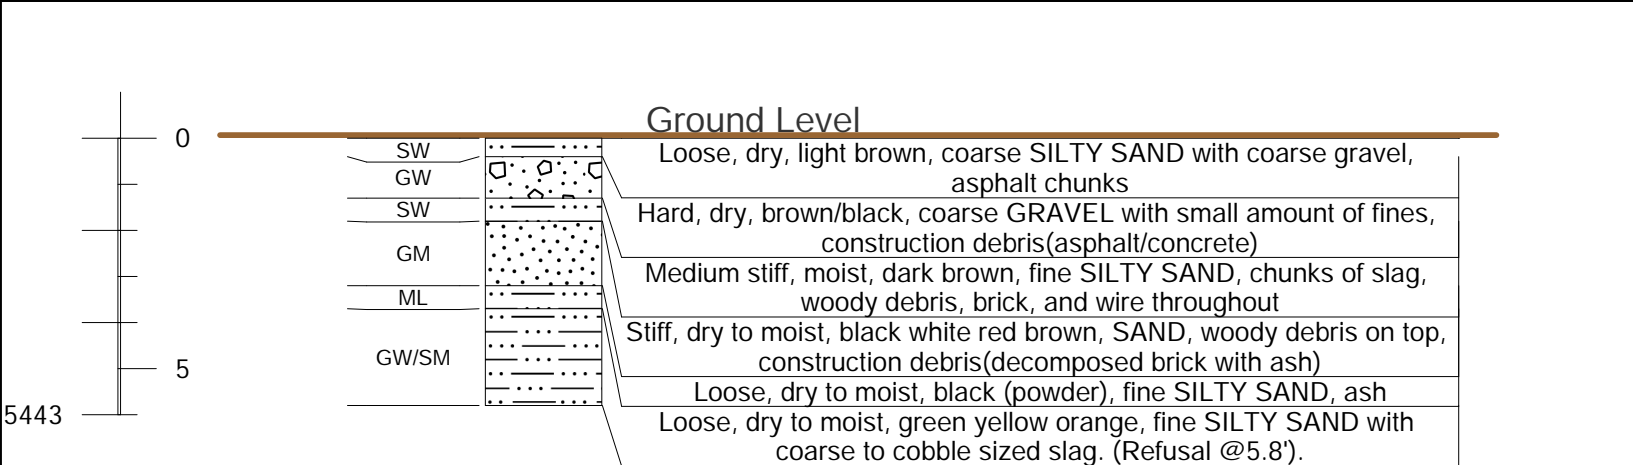 Ground Level
0
SW
Loose, dry, light brown, coarse SILTY SAND with coarse gravel,
asphalt chunks
GW
SW
Hard, dry, brown/black, coarse GRAVEL with small amount of fines,
construction debris(asphalt/concrete)
GM
Medium stiff, moist, dark brown, fine SILTY SAND, chunks of slag,
woody debris, brick, and wire throughout
ML
Stiff, dry to moist, black white red brown, SAND, woody debris on top,
construction debris(decomposed brick with ash)
GW/SM
5
Loose, dry to moist, black (powder), fine SILTY SAND, ash
5443
Loose, dry to moist, green yellow orange, fine SILTY SAND with
coarse to cobble sized slag. (Refusal @5.8').